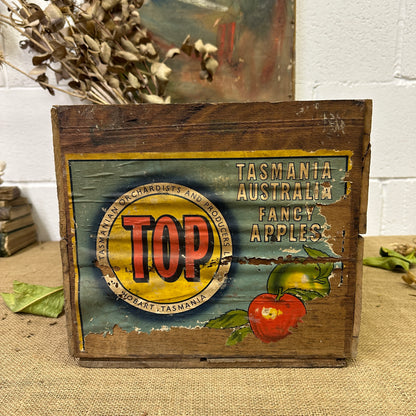 TASMANIA
AUSTRALIA
FANCY
APPLES
TASMANIAN ORCHARDISTS AND PRODUCERS
TOP
HOBART, TASMANIA